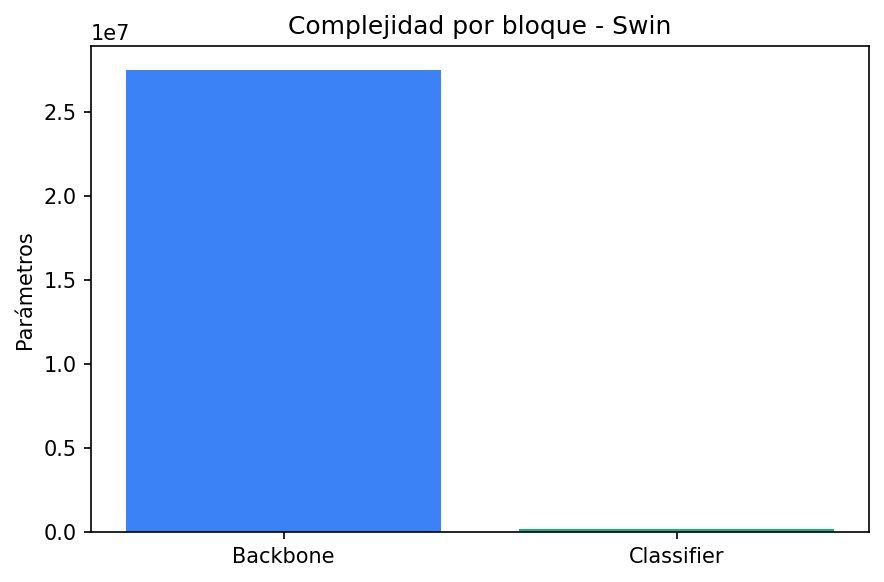 Complejidad por bloque - Swin
1e7
2.5
2.0
1.5
1.0
0.5
0.0
Parámetros
Backbone
Classifier